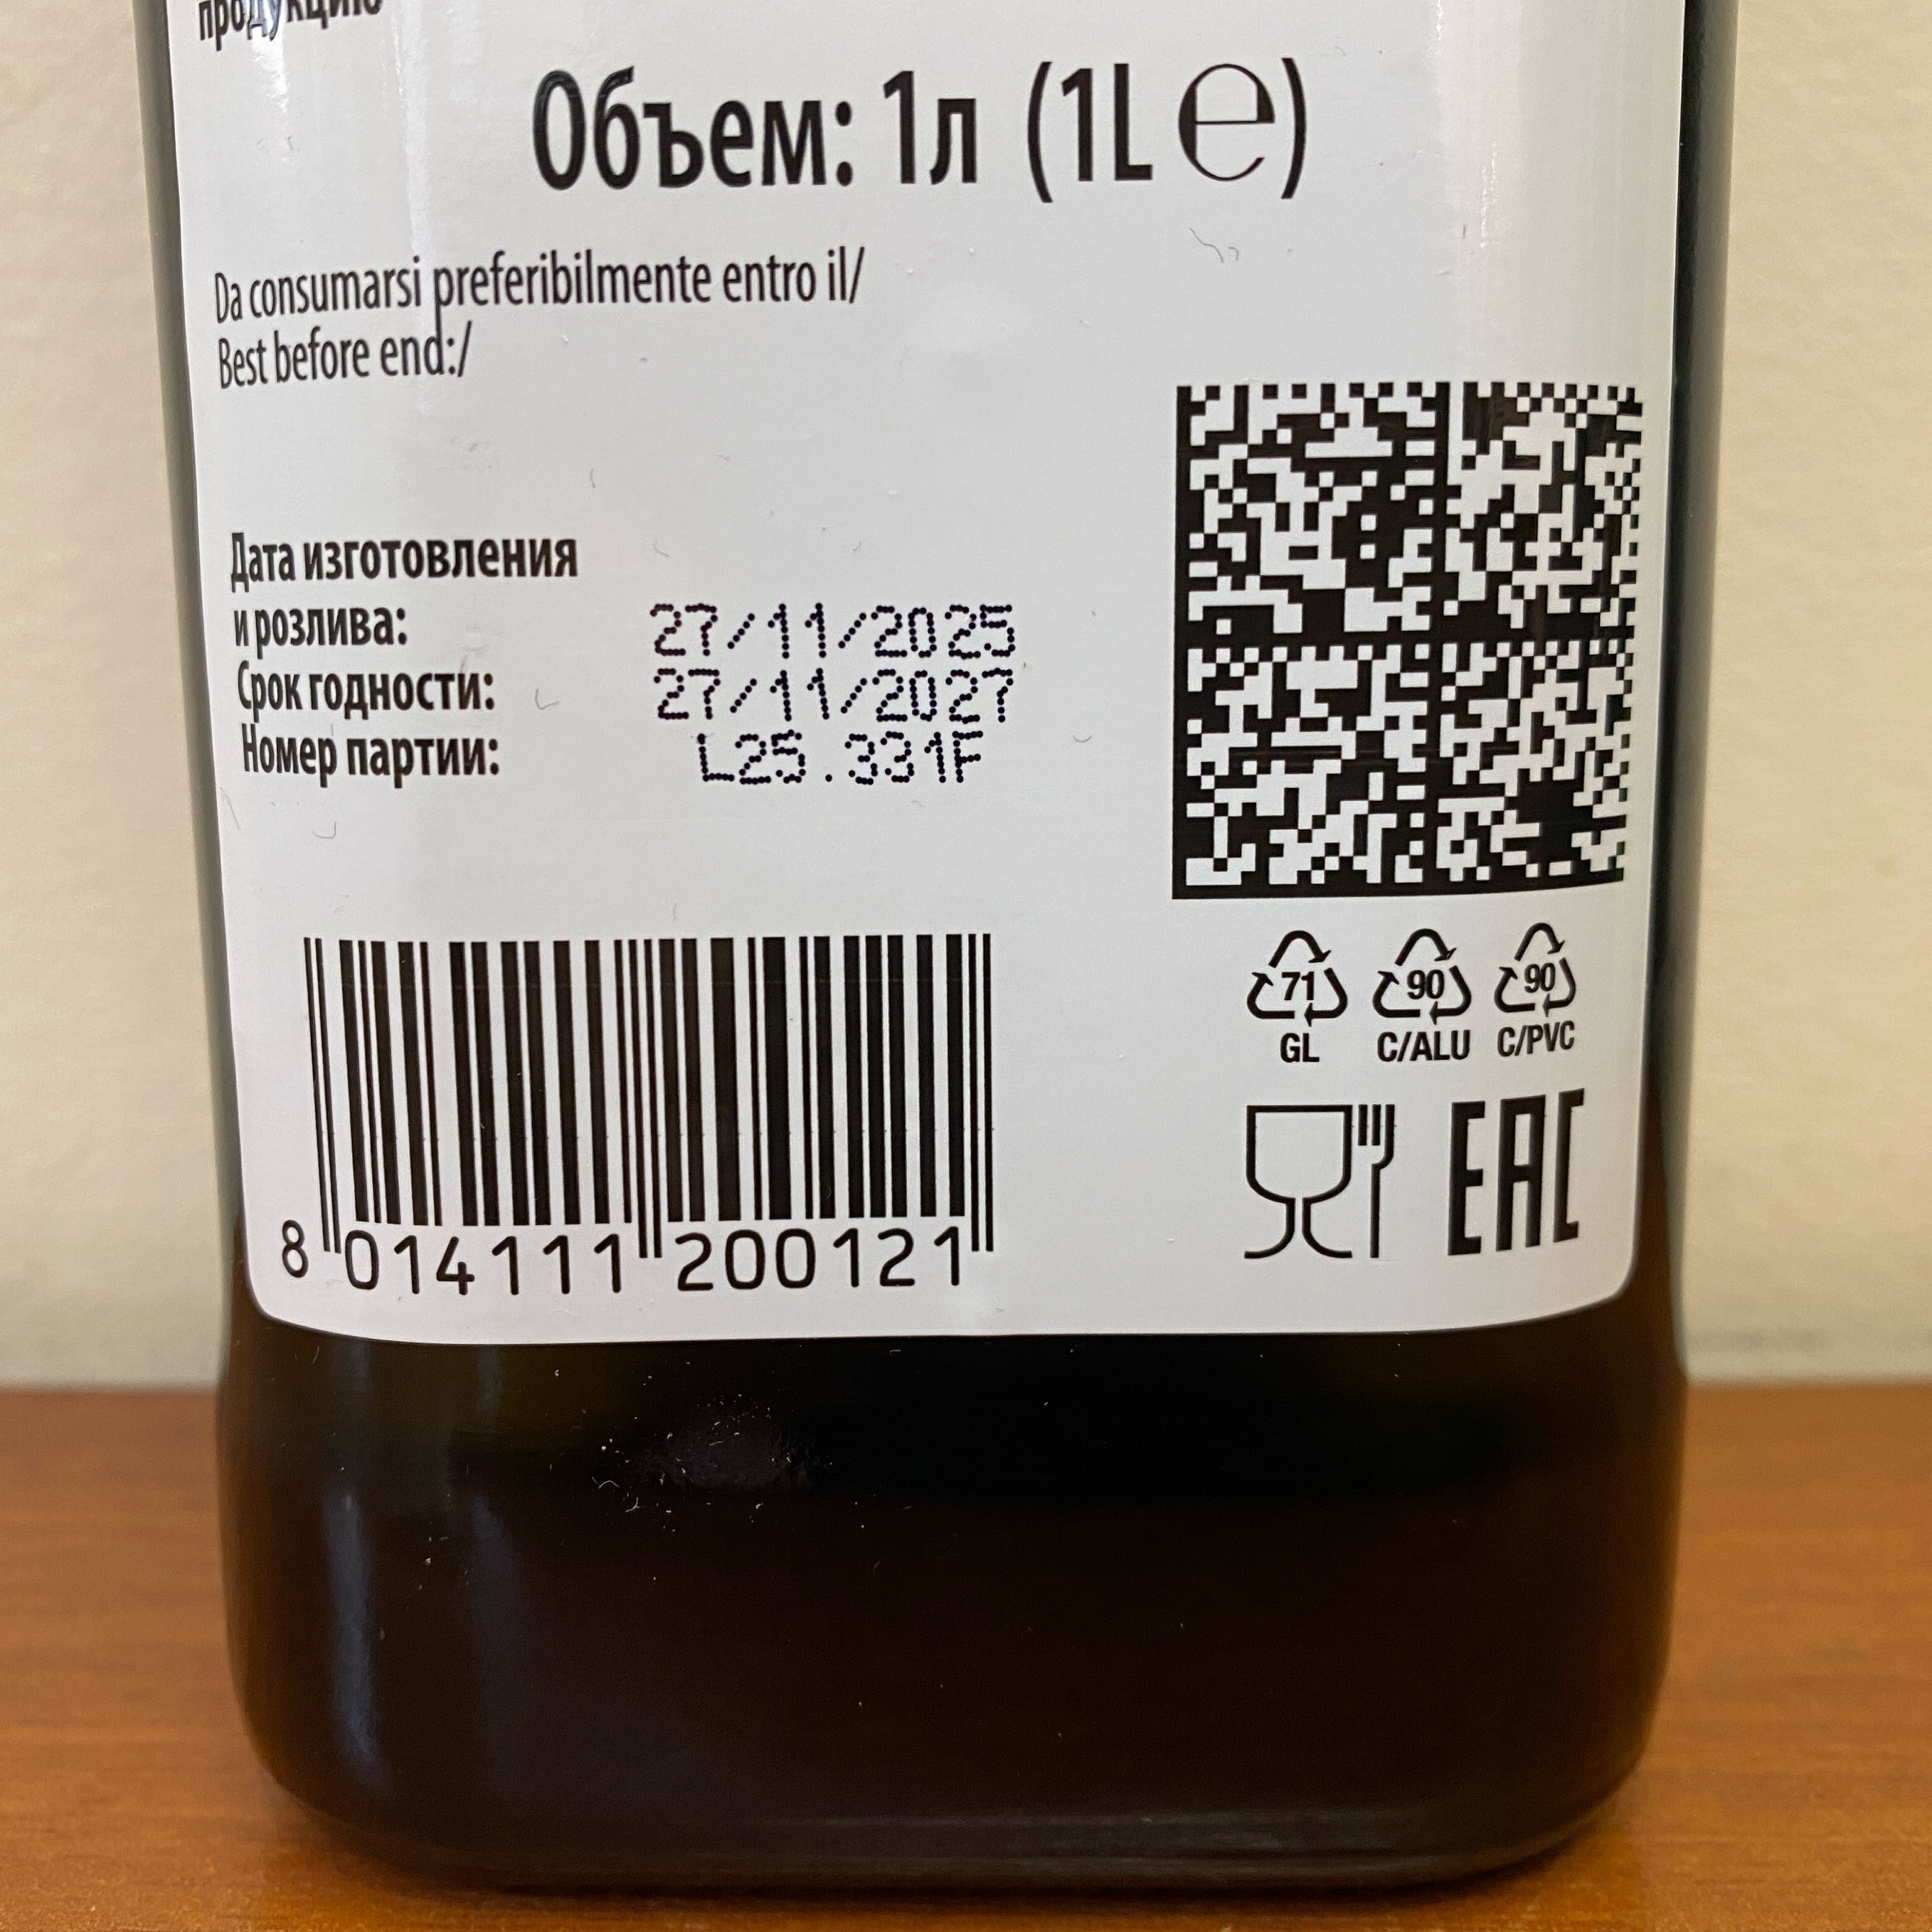 продукцию
Объем: 1л (1L ℮)
Da consumarsi preferibilmente entro il/
Best before end:/
Дата изготовления
и розлива: 27/11/2025
Срок годности: 27/11/2027
Номер партии: L25.331F
71 90 90
GL C/ALU C/PVC
EAC
8 014111 200121